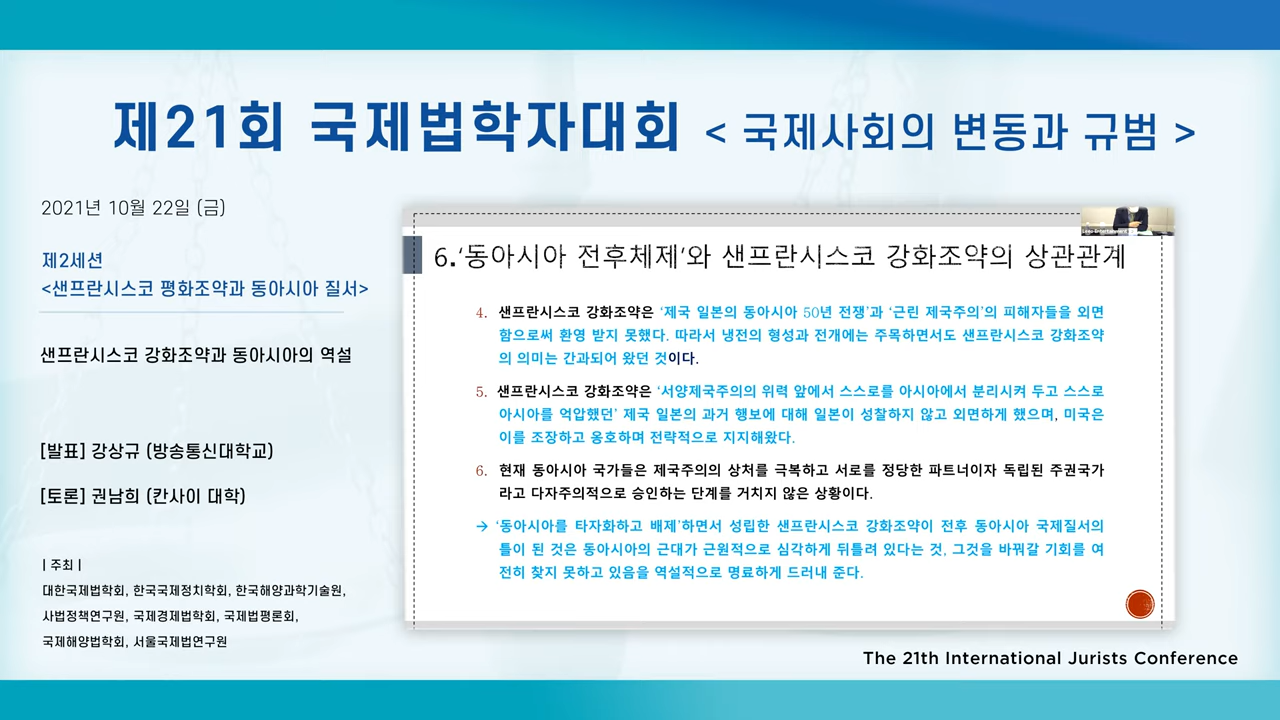 제21회 국제법학자대회 < 국제사회의 변동과 규범 >
2021년 10월 22일 (금)
제2세션
<샌프란시스코 평화조약과 동아시아 질서>
샌프란시스코 강화조약과 동아시아의 역설
[발표] 강상규 (방송통신대학교)
[토론] 권남희 (칸사이 대학)
| 주최 |
대한국제법학회, 한국국제정치학회, 한국해양과학기술원,
사법정책연구원, 국제경제법학회, 국제법평론회,
국제해양법학회, 서울국제법연구원
6.‘동아시아 전후체제’와 샌프란시스코 강화조약의 상관관계
4. 샌프란시스코 강화조약은 ‘제국 일본의 동아시아 50년 전쟁’과 ‘근린 제국주의’의 피해자들을 외면
함으로써 환영 받지 못했다. 따라서 냉전의 형성과 전개에는 주목하면서도 샌프란시스코 강화조약
의 의미는 간과되어 왔던 것이다.
5. 샌프란시스코 강화조약은 ‘서양제국주의의 위력 앞에서 스스로를 아시아에서 분리시켜 두고 스스로
아시아를 억압했던’ 제국 일본의 과거 행보에 대해 일본이 성찰하지 않고 외면하게 했으며, 미국은
이를 조장하고 옹호하며 전략적으로 지지해왔다.
6. 현재 동아시아 국가들은 제국주의의 상처를 극복하고 서로를 정당한 파트너이자 독립된 주권국가
라고 다자주의적으로 승인하는 단계를 거치지 않은 상황이다.
→ ‘동아시아를 타자화하고 배제’하면서 성립한 샌프란시스코 강화조약이 전후 동아시아 국제질서의
틀이 된 것은 동아시아의 근대가 근원적으로 심각하게 뒤틀려 있다는 것, 그것을 바꿔갈 기회를 여
전히 찾지 못하고 있음을 역설적으로 명료하게 드러내 준다.
The 21th International Jurists Conference